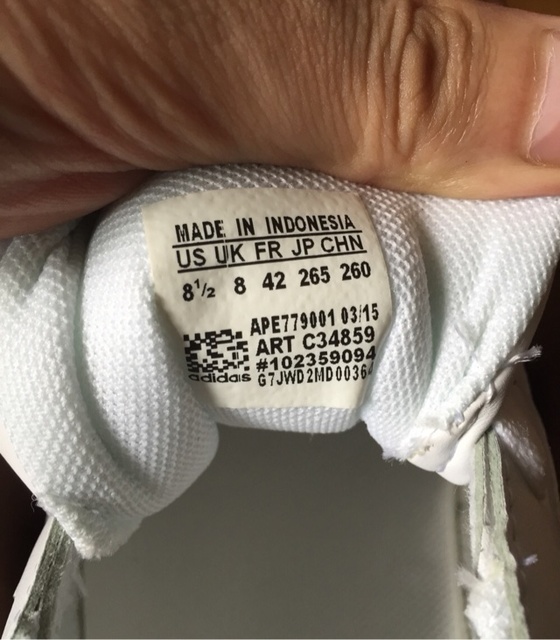 MADE IN INDONESIA
US UK FR JP CHN
8½ 8 42 265 260
APE779001 03/15
ART C34859
#102359094
adidas G7JWD2MD00364